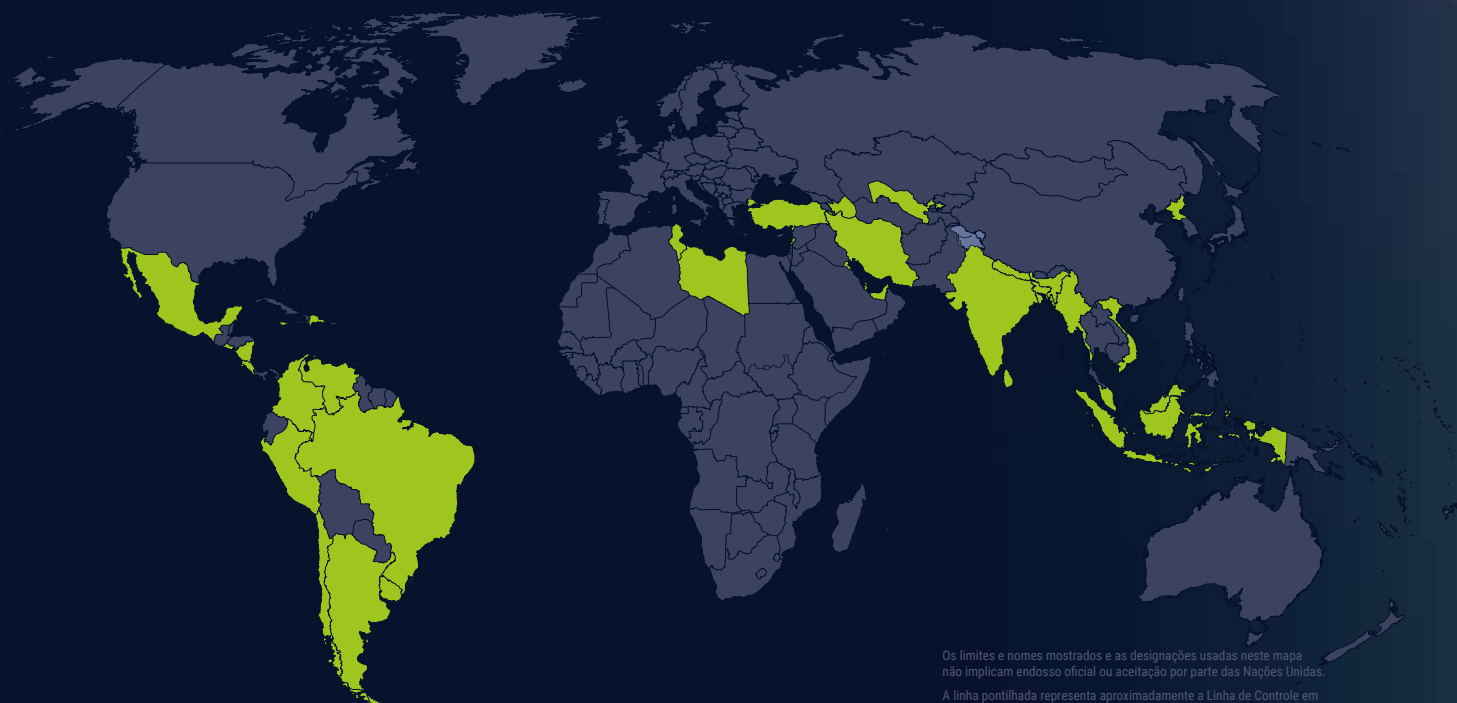 Os limites e nomes mostrados e as designações usadas neste mapa
não implicam endosso oficial ou aceitação por parte das Nações Unidas.
A linha pontilhada representa aproximadamente a Linha de Controle em